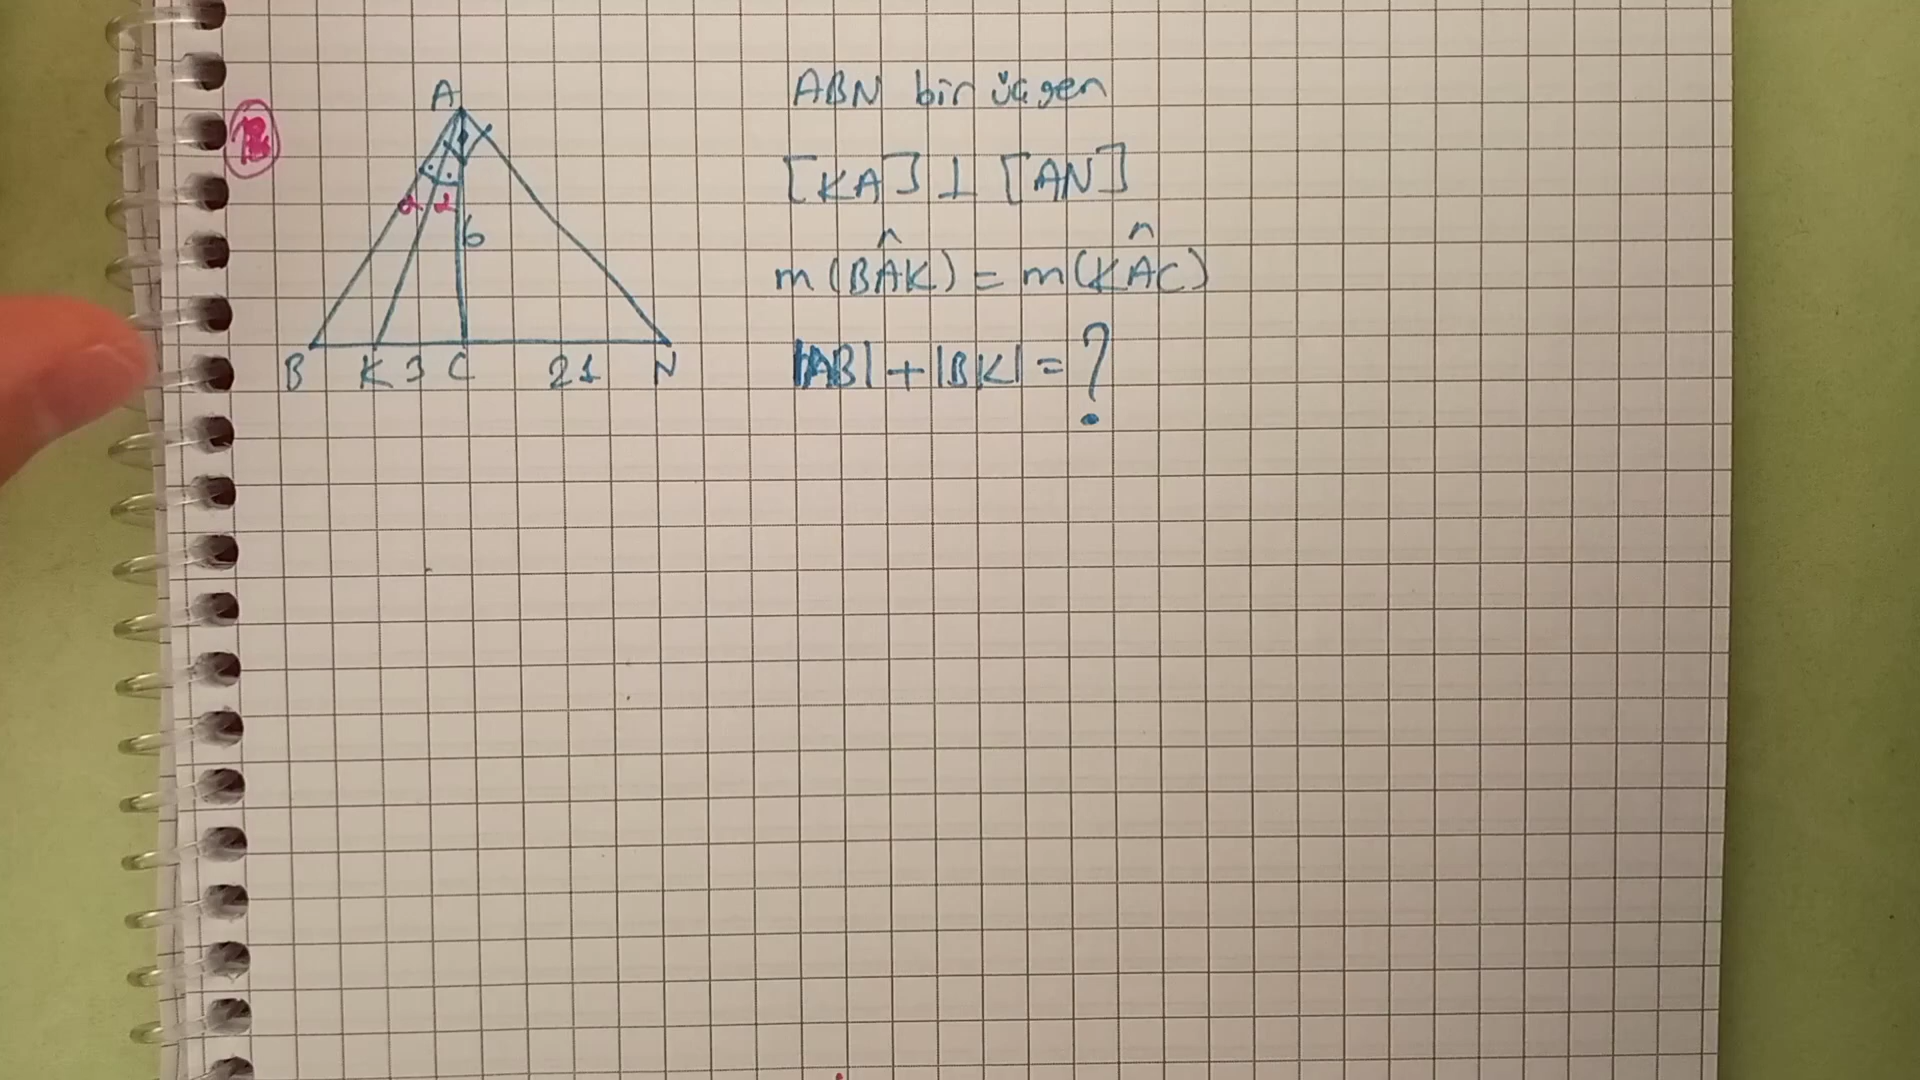 A
α α
6
B K 3 C 21 N
ABN bir üçgen
[KA] ⊥ [AN]
m(BÂK) = m(KÂC)
|AB| + |BK| = ?